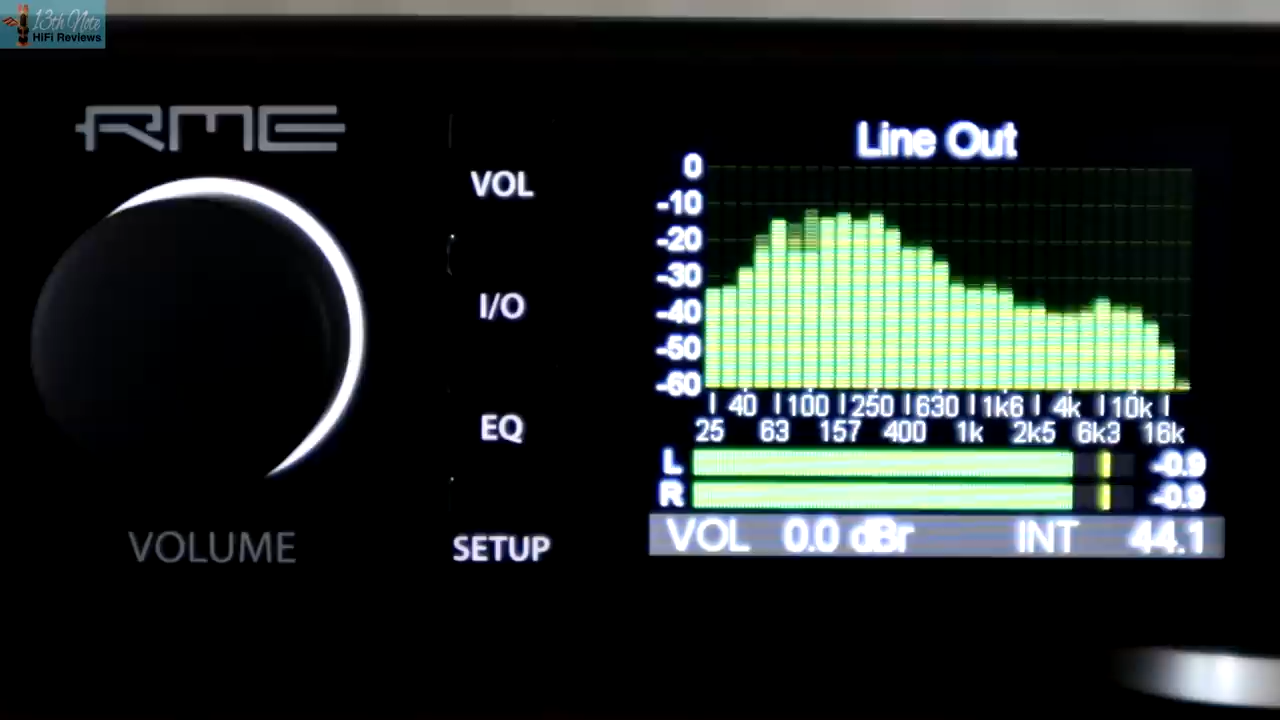 13th Note
HiFi Reviews
RME
VOL
I/O
EQ
SETUP
VOLUME
Line Out
0
-10
-20
-30
-40
-50
-60
40 100 250 630 1k6 4k 10k
25 63 157 400 1k 2k5 6k3 16k
L -0.9
R -0.9
VOL 0.0 dBr INT 44.1